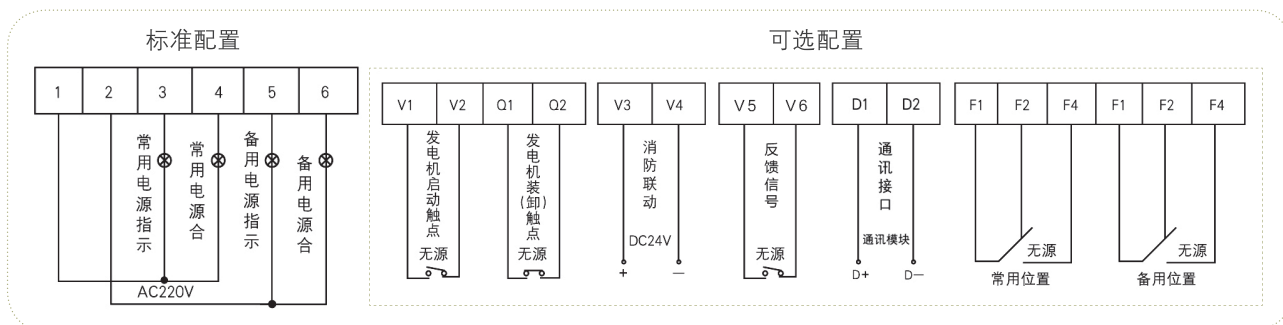 标准配置
可选配置
1 2 3 4 5 6
常用电源指示
常用电源合
备用电源指示
备用电源合
AC220V
V1 V2 Q1 Q2
发电机启动触点
无源
发电机装(卸)触点
无源
V3 V4
消防联动
DC24V
+ —
V5 V6
反馈信号
无源
D1 D2
通讯接口
通讯模块
D+ D—
F1 F2 F4 F1 F2 F4
无源
常用位置
无源
备用位置